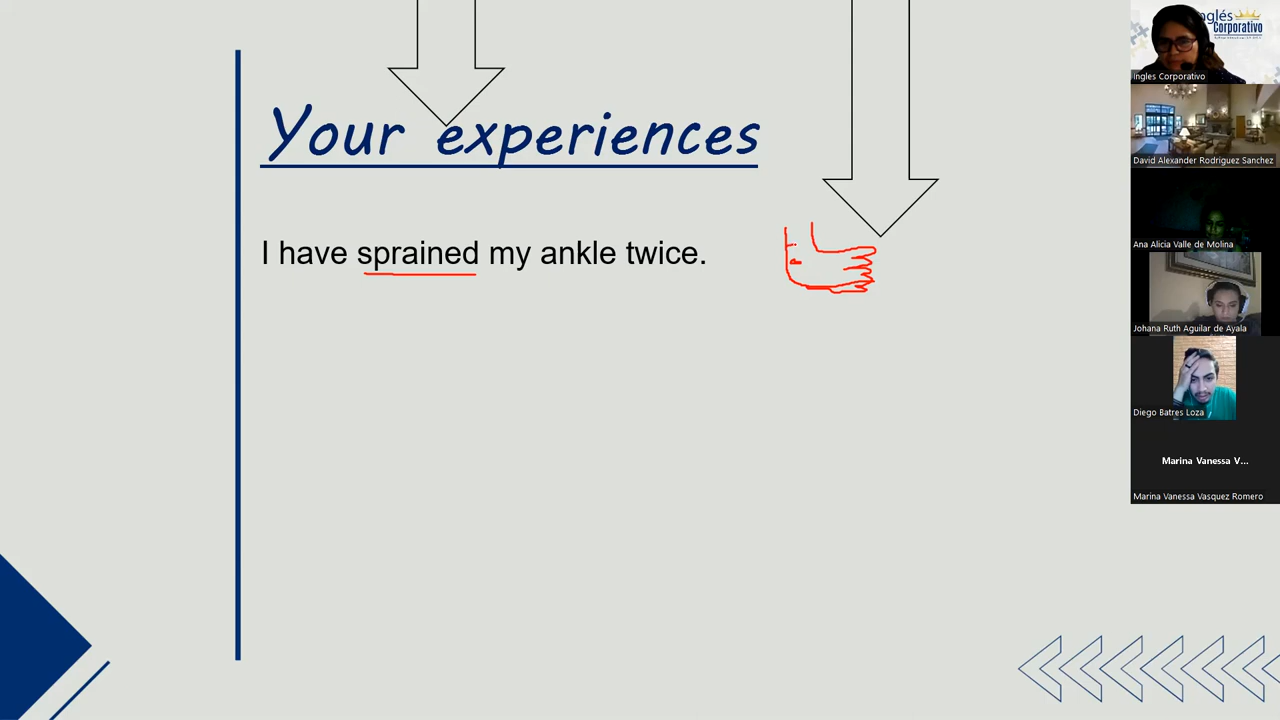 Your experiences
I have sprained my ankle twice.
Inglés
Corporativo
Ingles Corporativo
David Alexander Rodriguez Sanchez
Ana Alicia Valle de Molina
Johana Ruth Aguilar de Ayala
Diego Batres Loza
Marina Vanessa V...
Marina Vanessa Vasquez Romero